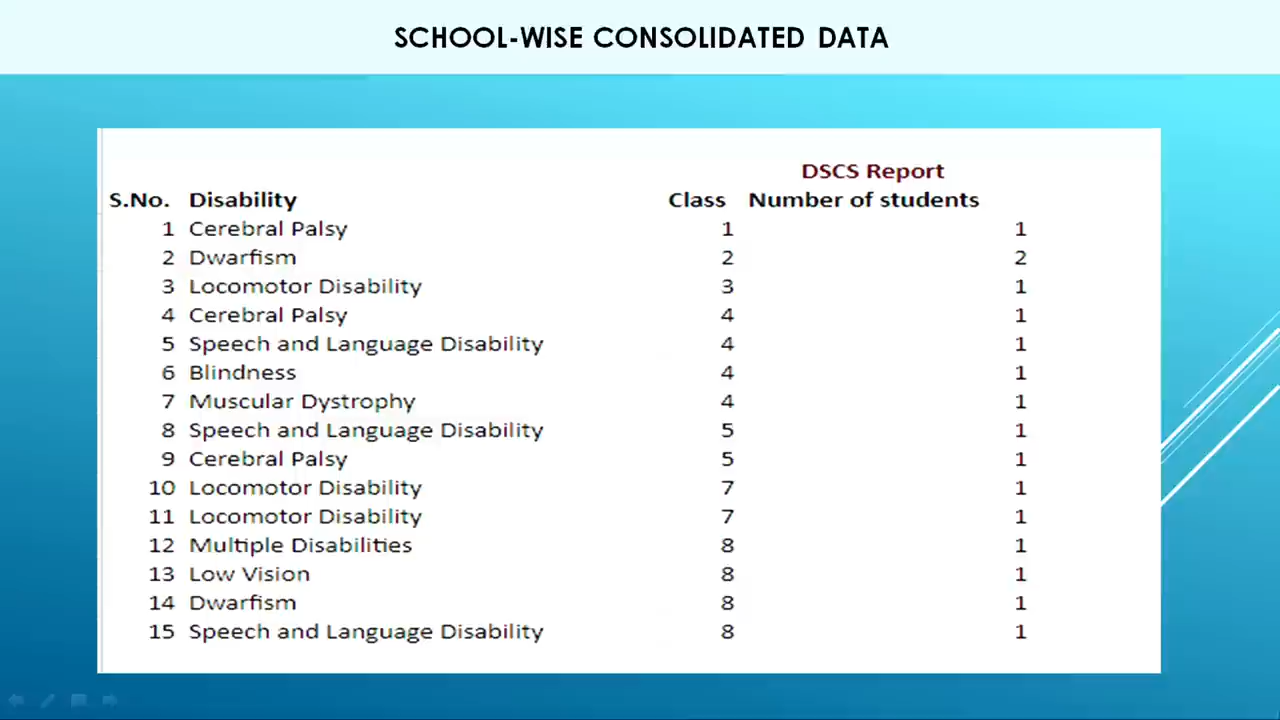 SCHOOL-WISE CONSOLIDATED DATA
DSCS Report
S.No. Disability Class Number of students
1 Cerebral Palsy 1 1
2 Dwarfism 2 2
3 Locomotor Disability 3 1
4 Cerebral Palsy 4 1
5 Speech and Language Disability 4 1
6 Blindness 4 1
7 Muscular Dystrophy 4 1
8 Speech and Language Disability 5 1
9 Cerebral Palsy 5 1
10 Locomotor Disability 7 1
11 Locomotor Disability 7 1
12 Multiple Disabilities 8 1
13 Low Vision 8 1
14 Dwarfism 8 1
15 Speech and Language Disability 8 1